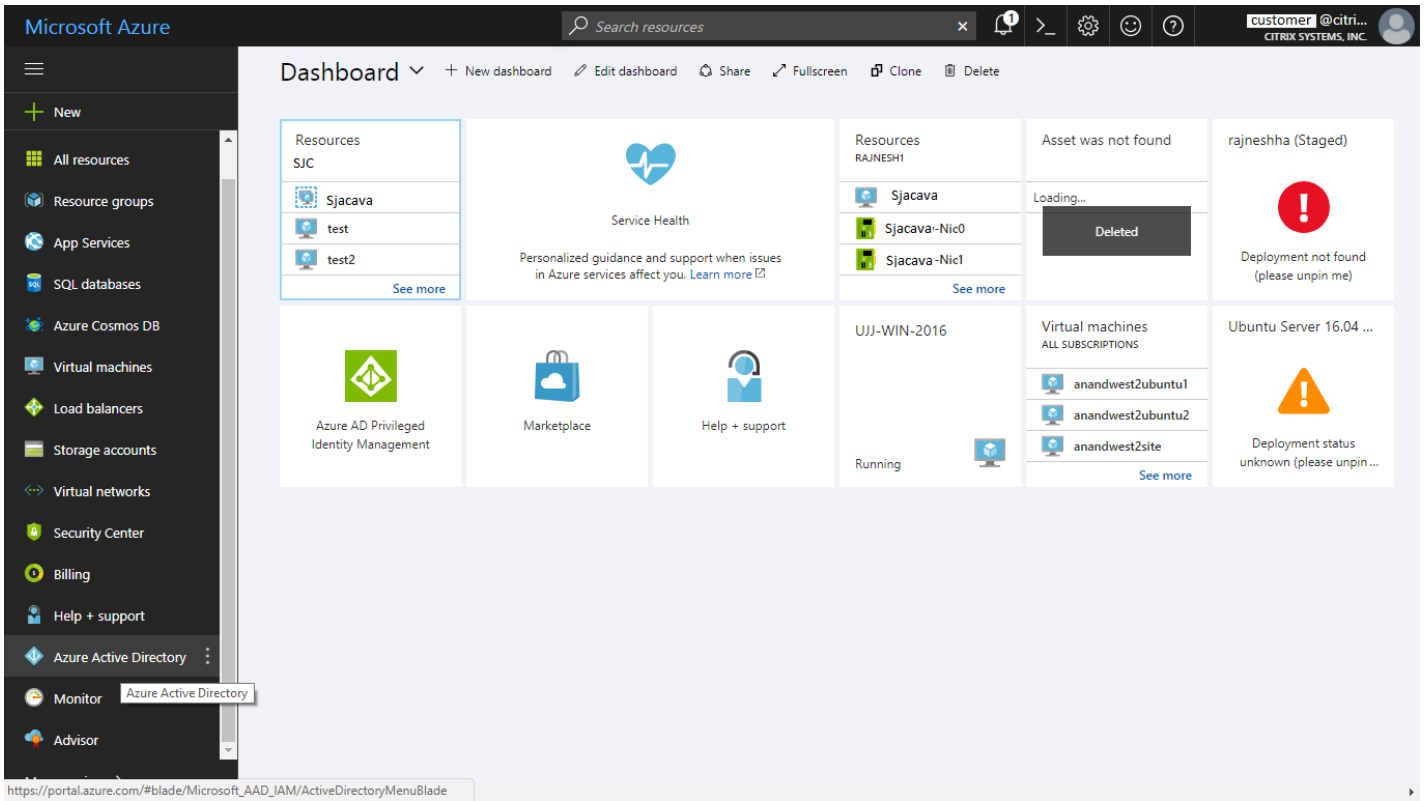 Microsoft Azure
Search resources
1
customer @citri...
CITRIX SYSTEMS, INC.
Dashboard
New dashboard
Edit dashboard
Share
Fullscreen
Clone
Delete
New
All resources
Resource groups
App Services
SQL databases
Azure Cosmos DB
Virtual machines
Load balancers
Storage accounts
Virtual networks
Security Center
Billing
Help + support
Azure Active Directory
Monitor
Azure Active Directory
Advisor
Resources
SJC
Sjacava
test
test2
See more
Service Health
Personalized guidance and support when issues
in Azure services affect you. Learn more
Resources
RAJNESH1
Sjacava
Sjacava-Nic0
Sjacava-Nic1
See more
Asset was not found
Loading...
Deleted
rajneshha (Staged)
Deployment not found
(please unpin me)
Azure AD Privileged
Identity Management
Marketplace
Help + support
UJJ-WIN-2016
Running
Virtual machines
ALL SUBSCRIPTIONS
anandwest2ubuntu1
anandwest2ubuntu2
anandwest2site
See more
Ubuntu Server 16.04 ...
Deployment status
unknown (please unpin ...
https://portal.azure.com/#blade/Microsoft_AAD_IAM/ActiveDirectoryMenuBlade